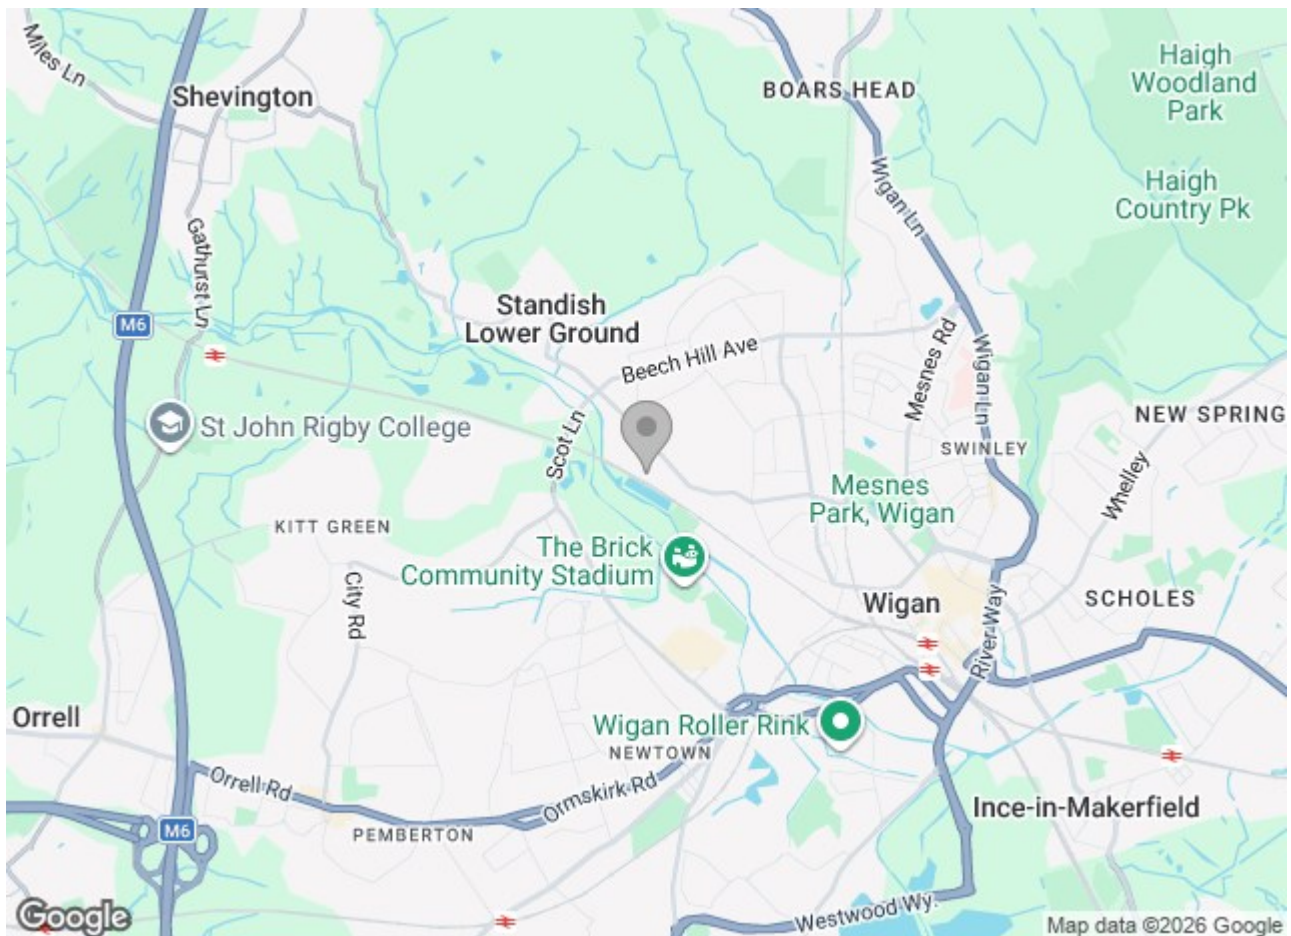 Miles Ln
Shevington
BOARS HEAD
Haigh
Woodland
Park
Haigh
Country Pk
Wigan Ln
Gathurst Ln
M6
Standish
Lower Ground
Beech Hill Ave
Mesnes Rd
Wigan Ln
St John Rigby College
Scot Ln
NEW SPRING
SWINLEY
Whelley
Mesnes
Park, Wigan
KITT GREEN
The Brick
Community Stadium
City Rd
Wigan
SCHOLES
River Way
Orrell
Wigan Roller Rink
NEWTOWN
Orrell Rd
Ormskirk Rd
M6
PEMBERTON
Ince-in-Makerfield
Westwood Wy.
Google
Map data ©2026 Google